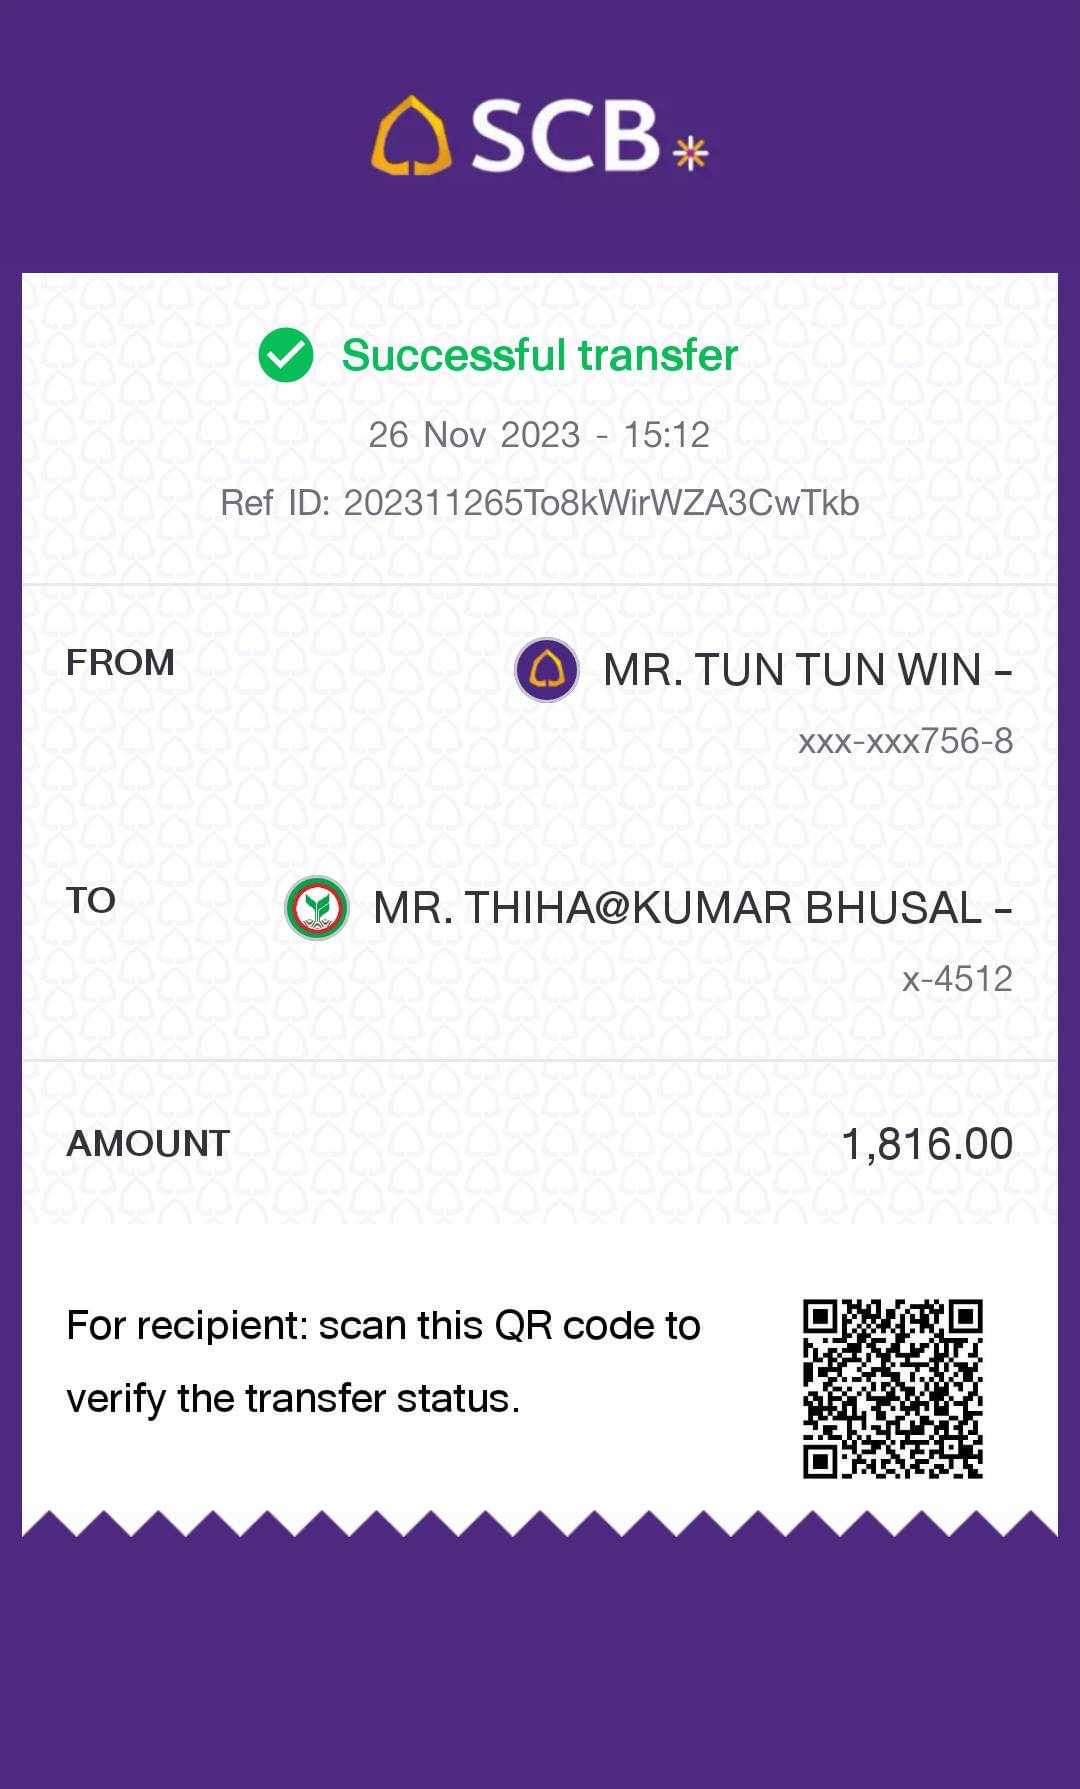 SCB
Successful transfer
26 Nov 2023 - 15:12
Ref ID: 202311265To8kWirWZA3CwTkb
FROM
MR. TUN TUN WIN -
xxx-xxx756-8
TO
MR. THIHA@KUMAR BHUSAL -
x-4512
AMOUNT
1,816.00
For recipient: scan this QR code to
verify the transfer status.